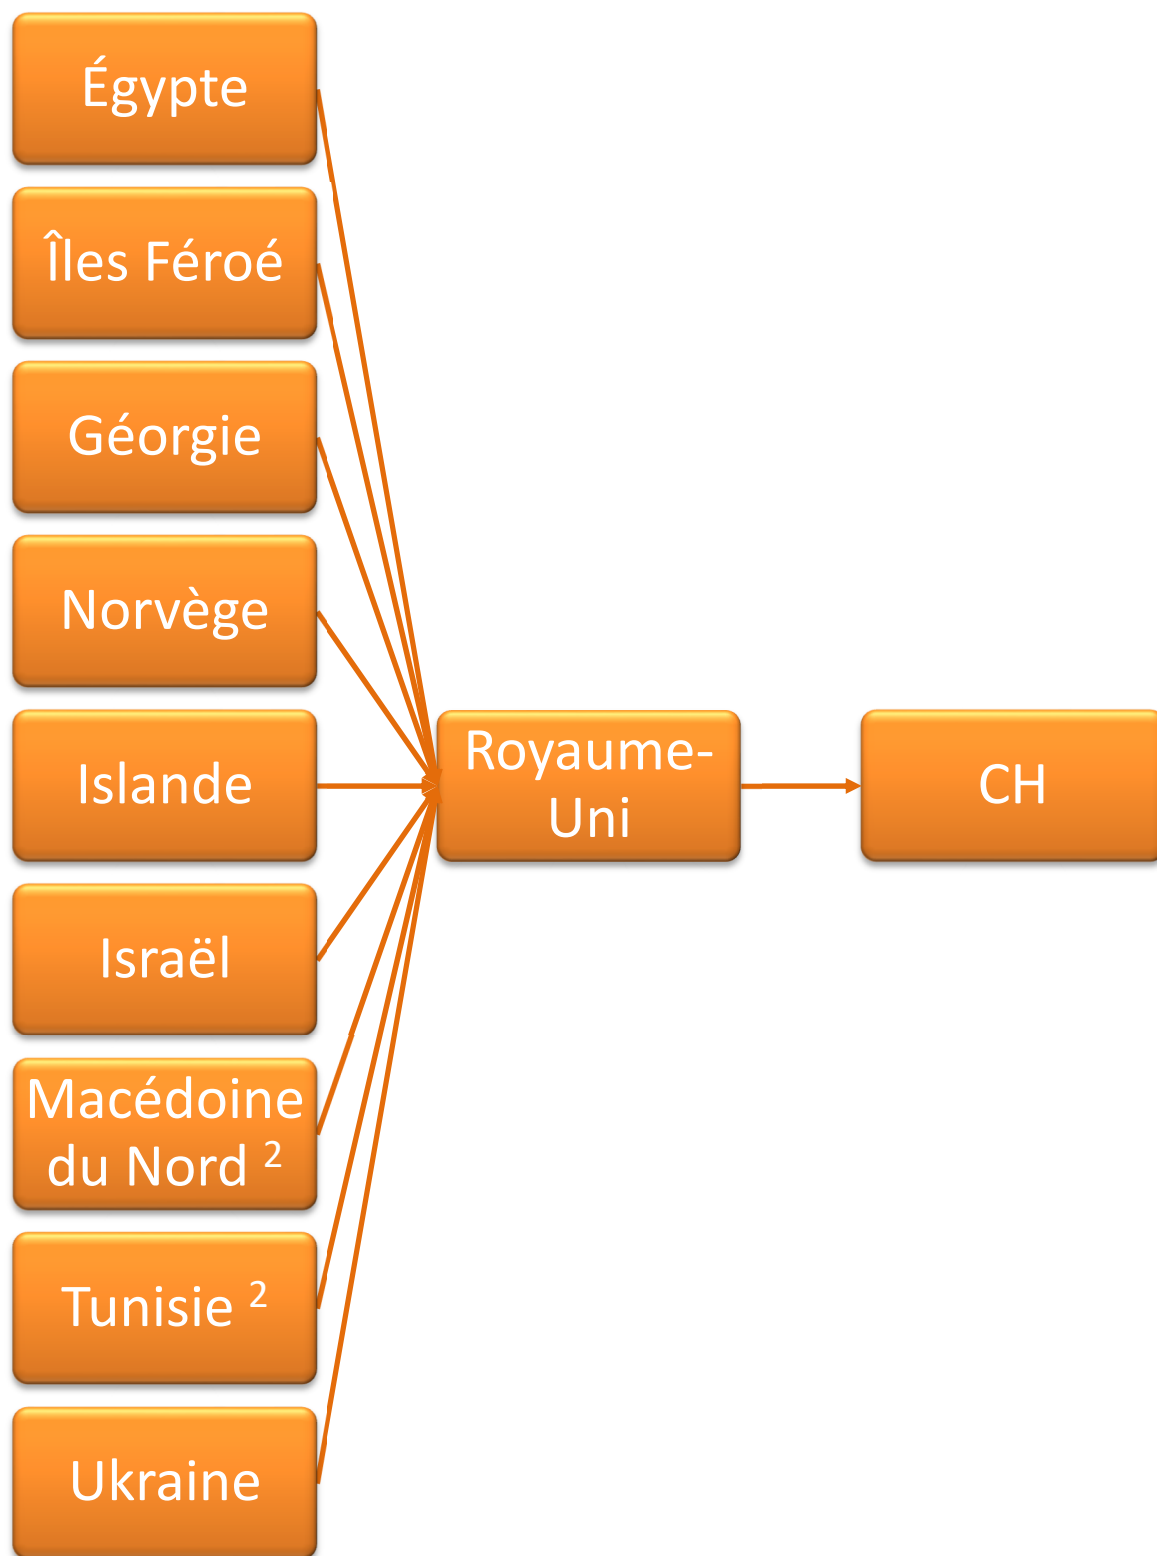 Égypte
Îles Féroé
Géorgie
Norvège
Islande
Israël
Macédoine
du Nord ²
Tunisie ²
Ukraine
Royaume-
Uni
CH